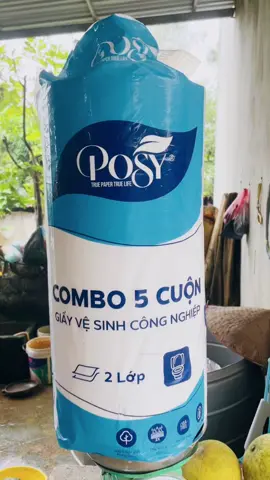 POSY
TRUE PAPER TRUE LIFE
COMBO 5 CUỘN
GIẤY VỆ SINH CÔNG NGHIỆP
2 Lớp